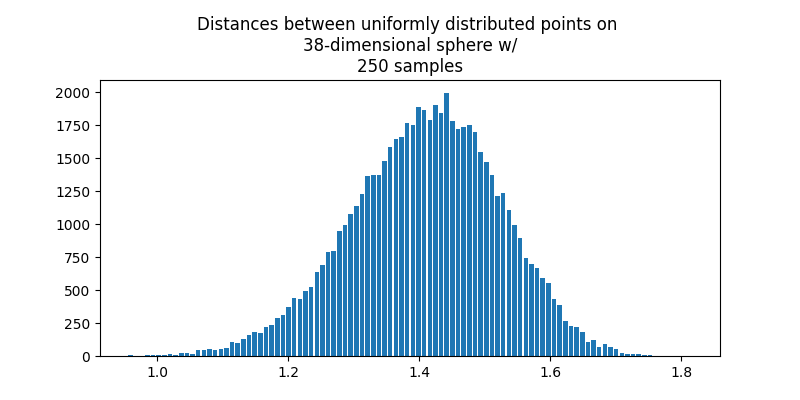 Distances between uniformly distributed points on
38-dimensional sphere w/
250 samples
2000
1750
1500
1250
1000
750
500
250
0
1.0 1.2 1.4 1.6 1.8